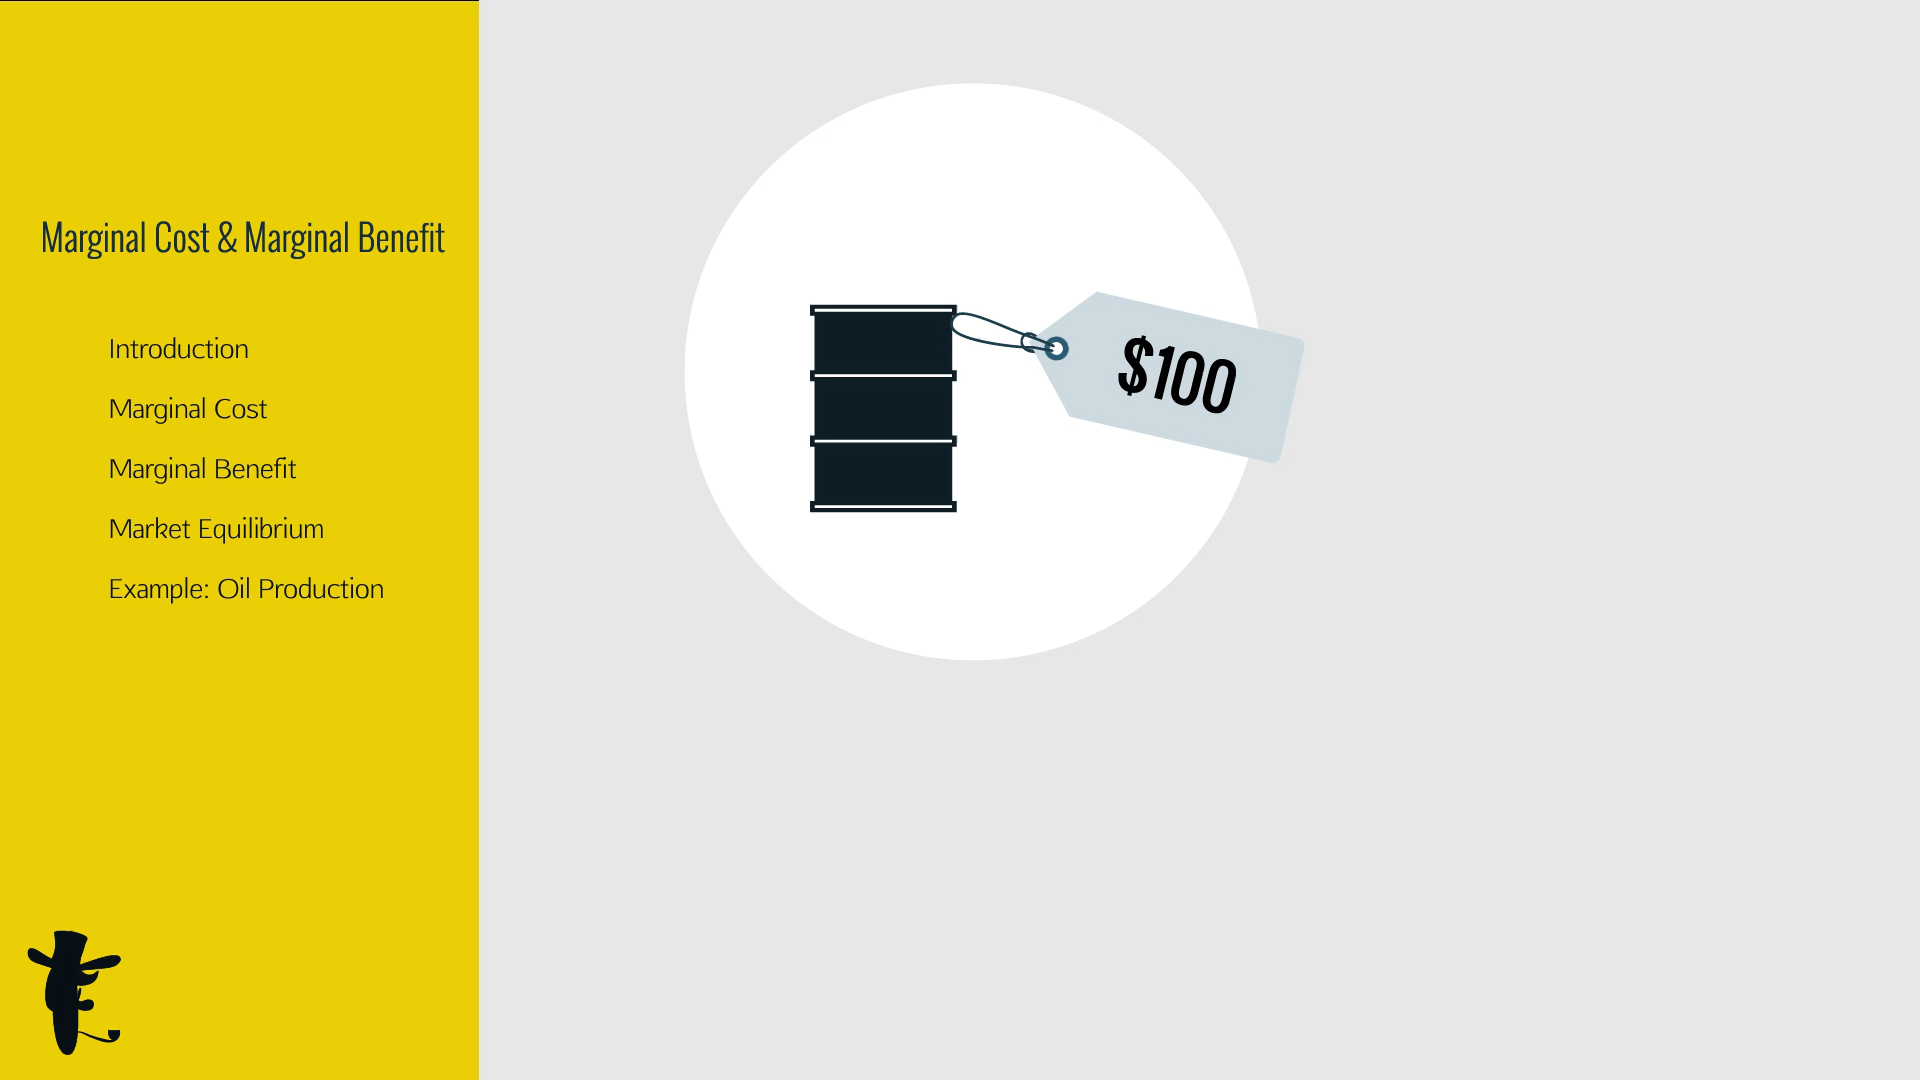 Marginal Cost & Marginal Benefit
Introduction
Marginal Cost
Marginal Benefit
Market Equilibrium
Example: Oil Production
$100